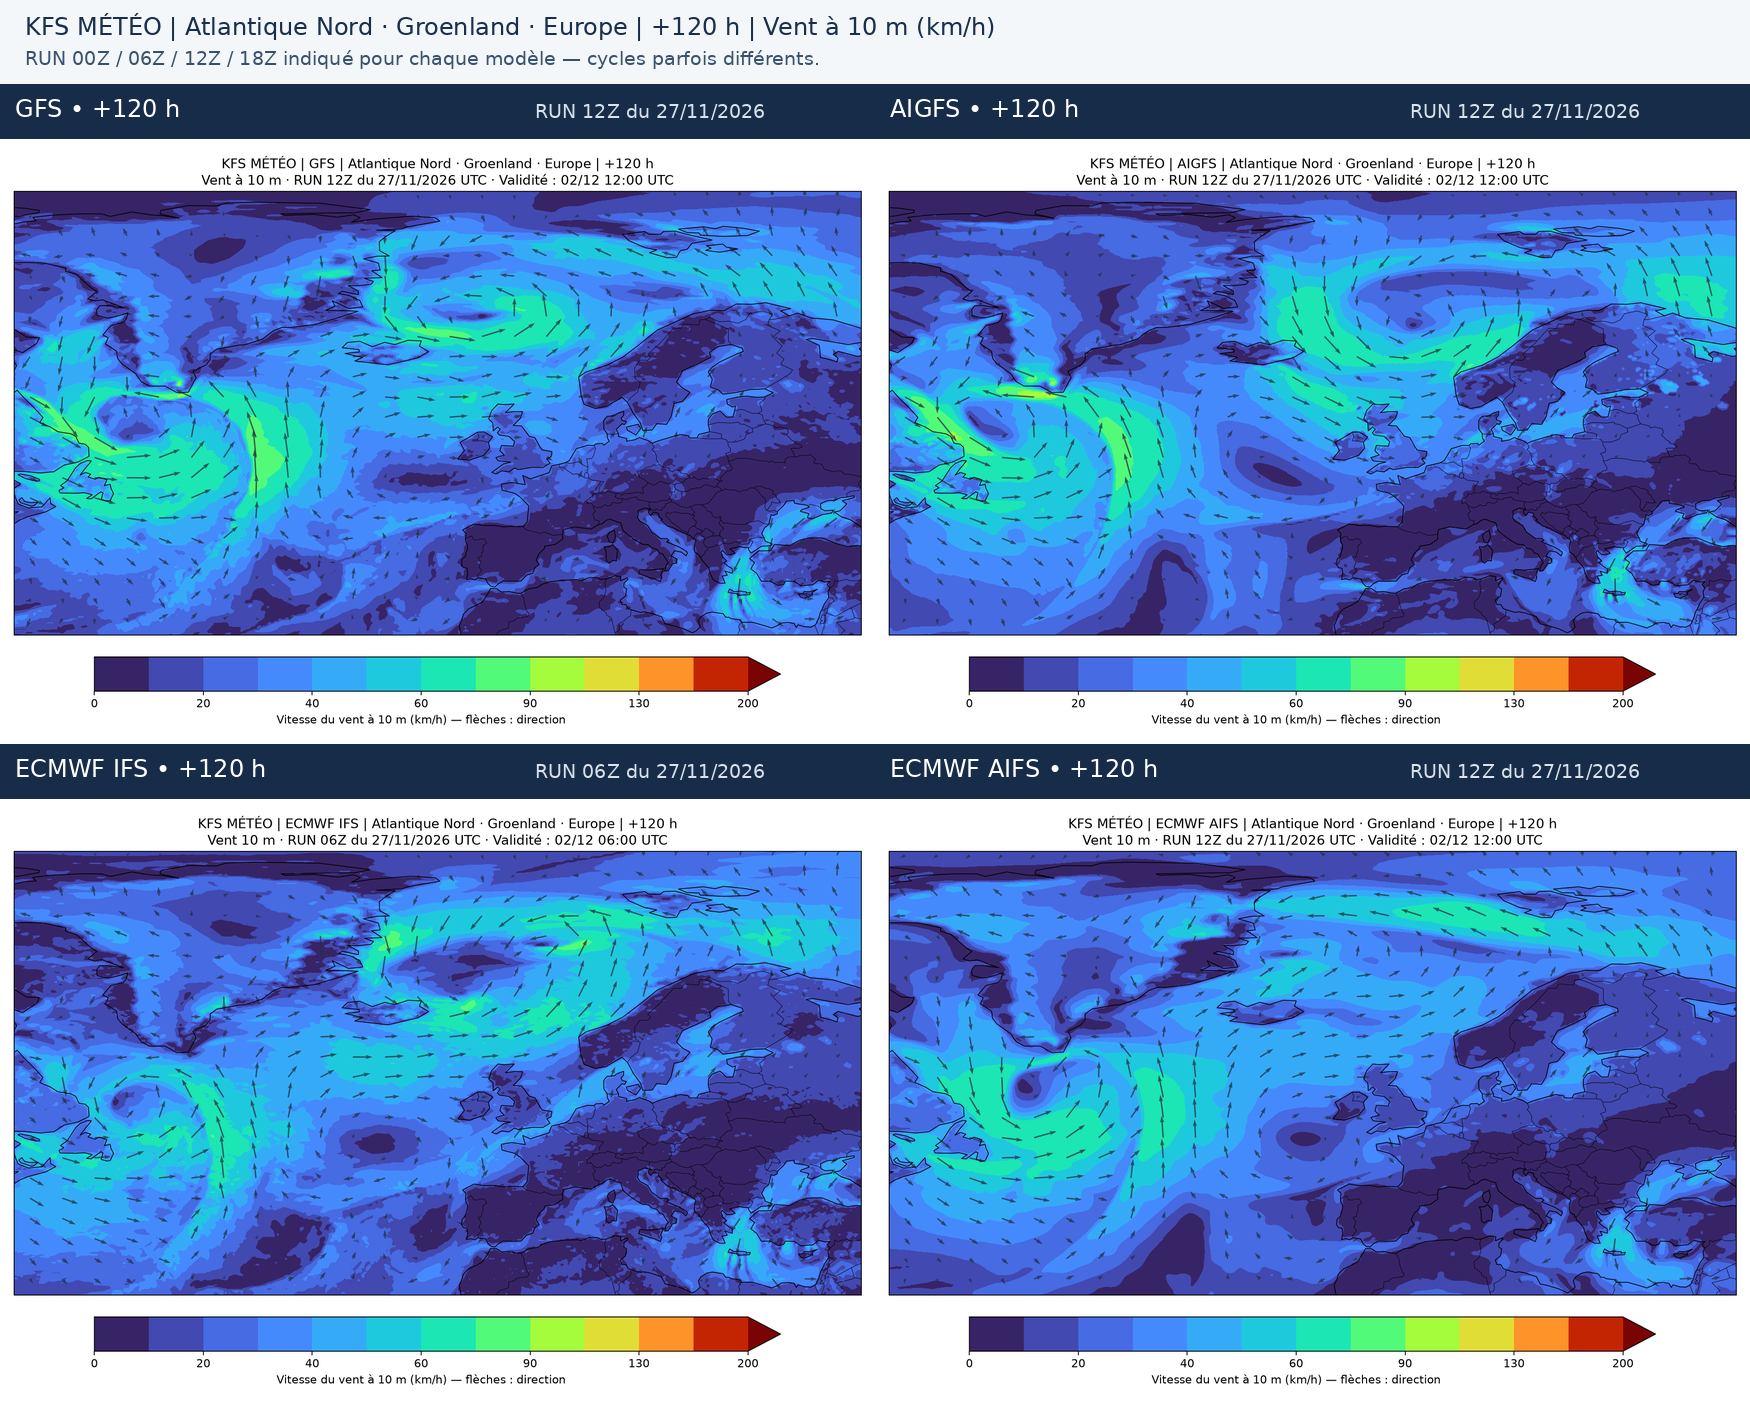 KFS MÉTÉO | Atlantique Nord · Groenland · Europe | +120 h | Vent à 10 m (km/h)
RUN 00Z / 06Z / 12Z / 18Z indiqué pour chaque modèle — cycles parfois différents.
GFS • +120 h
RUN 12Z du 27/11/2026
KFS MÉTÉO | GFS | Atlantique Nord · Groenland · Europe | +120 h
Vent à 10 m · RUN 12Z du 27/11/2026 UTC · Validité : 02/12 12:00 UTC
0 20 40 60 90 130 200
Vitesse du vent à 10 m (km/h) — flèches : direction
AIGFS • +120 h
RUN 12Z du 27/11/2026
KFS MÉTÉO | AIGFS | Atlantique Nord · Groenland · Europe | +120 h
Vent à 10 m · RUN 12Z du 27/11/2026 UTC · Validité : 02/12 12:00 UTC
0 20 40 60 90 130 200
Vitesse du vent à 10 m (km/h) — flèches : direction
ECMWF IFS • +120 h
RUN 06Z du 27/11/2026
KFS MÉTÉO | ECMWF IFS | Atlantique Nord · Groenland · Europe | +120 h
Vent 10 m · RUN 06Z du 27/11/2026 UTC · Validité : 02/12 06:00 UTC
0 20 40 60 90 130 200
Vitesse du vent à 10 m (km/h) — flèches : direction
ECMWF AIFS • +120 h
RUN 12Z du 27/11/2026
KFS MÉTÉO | ECMWF AIFS | Atlantique Nord · Groenland · Europe | +120 h
Vent 10 m · RUN 12Z du 27/11/2026 UTC · Validité : 02/12 12:00 UTC
0 20 40 60 90 130 200
Vitesse du vent à 10 m (km/h) — flèches : direction